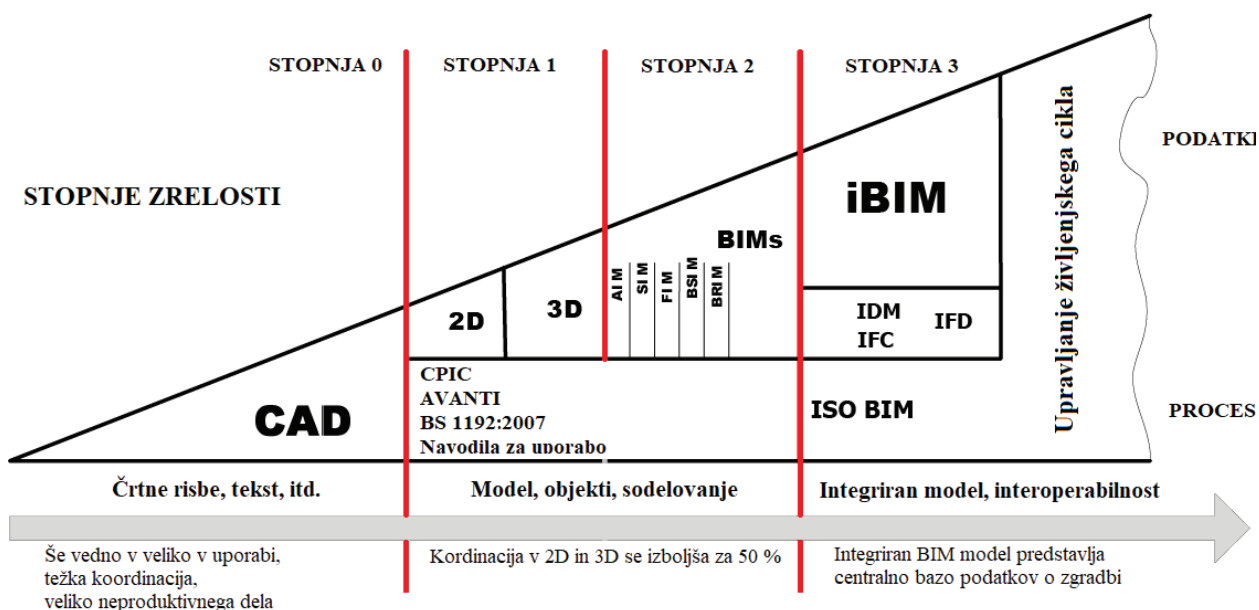 STOPNJA 0
STOPNJA 1
STOPNJA 2
STOPNJA 3
STOPNJE ZRELOSTI
PODATKI
PROCES
Upravljanje življenjskega cikla
iBIM
BIMs
AIM
SIM
FIM
BSIM
BRIM
2D
3D
IDM
IFC
IFD
CAD
CPIC
AVANTI
BS 1192:2007
Navodila za uporabo
ISO BIM
Črtne risbe, tekst, itd.
Model, objekti, sodelovanje
Integriran model, interoperabilnost
Še vedno v veliko v uporabi,
težka koordinacija,
veliko neproduktivnega dela
Kordinacija v 2D in 3D se izboljša za 50 %
Integriran BIM model predstavlja
centralno bazo podatkov o zgradbi